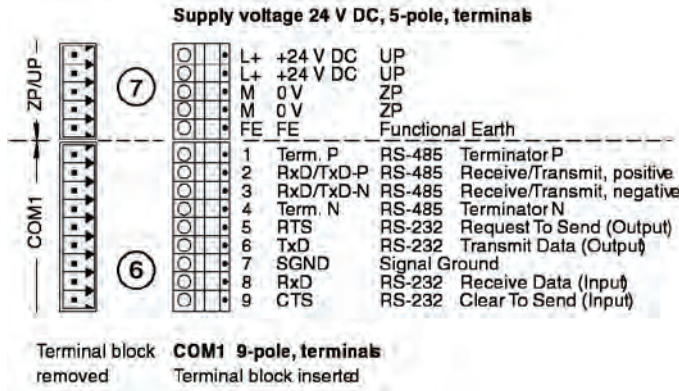 Supply voltage 24 V DC, 5-pole, terminals
ZP/UP
7
L+ +24 V DC UP
L+ +24 V DC UP
M 0 V ZP
M 0 V ZP
FE FE Functional Earth
COM1
6
1 Term. P RS-485 Terminator P
2 RxD/TxD-P RS-485 Receive/Transmit, positive
3 RxD/TxD-N RS-485 Receive/Transmit, negative
4 Term. N RS-485 Terminator N
5 RTS RS-232 Request To Send (Output)
6 TxD RS-232 Transmit Data (Output)
7 SGND Signal Ground
8 RxD RS-232 Receive Data (Input)
9 CTS RS-232 Clear To Send (Input)
Terminal block removed
COM1 9-pole, terminals
Terminal block inserted